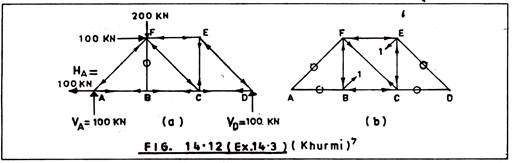 200 KN
F E
100 KN
F E
1
H_A =
100 KN
1
A B C D
A B C D
V_A = 100 KN (a) V_D = 100. KN (b)
FIG. 14·12 (Ex.14·3) (Khurmi)⁷